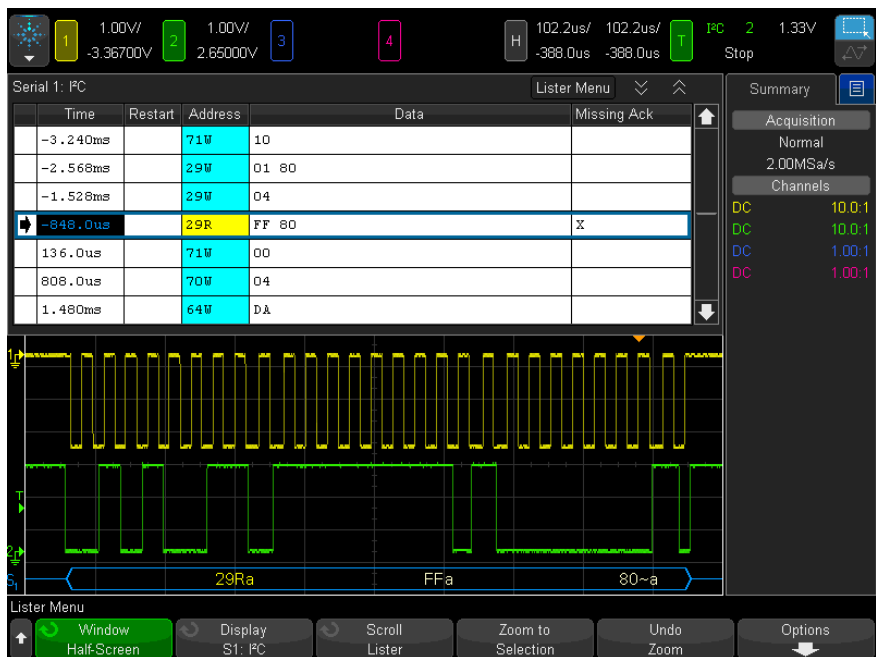 1 1.00V/ 2 1.00V/ 3 4 H 102.2us/ 102.2us/ T I²C 2 1.33V
-3.36700V 2.65000V -388.0us -388.0us Stop
Serial 1: I²C Lister Menu
Time Restart Address Data Missing Ack
-3.240ms 71W 10
-2.568ms 29W 01 80
-1.528ms 29W 04
-848.0us 29R FF 80 X
136.0us 71W 00
808.0us 70W 04
1.480ms 64W DA
Summary
Acquisition
Normal
2.00MSa/s
Channels
DC 10.0:1
DC 10.0:1
DC 1.00:1
DC 1.00:1
1
T
2
S1 29Ra FFa 80~a
Lister Menu
Window Display Scroll Zoom to Undo Options
Half-Screen S1: I²C Lister Selection Zoom